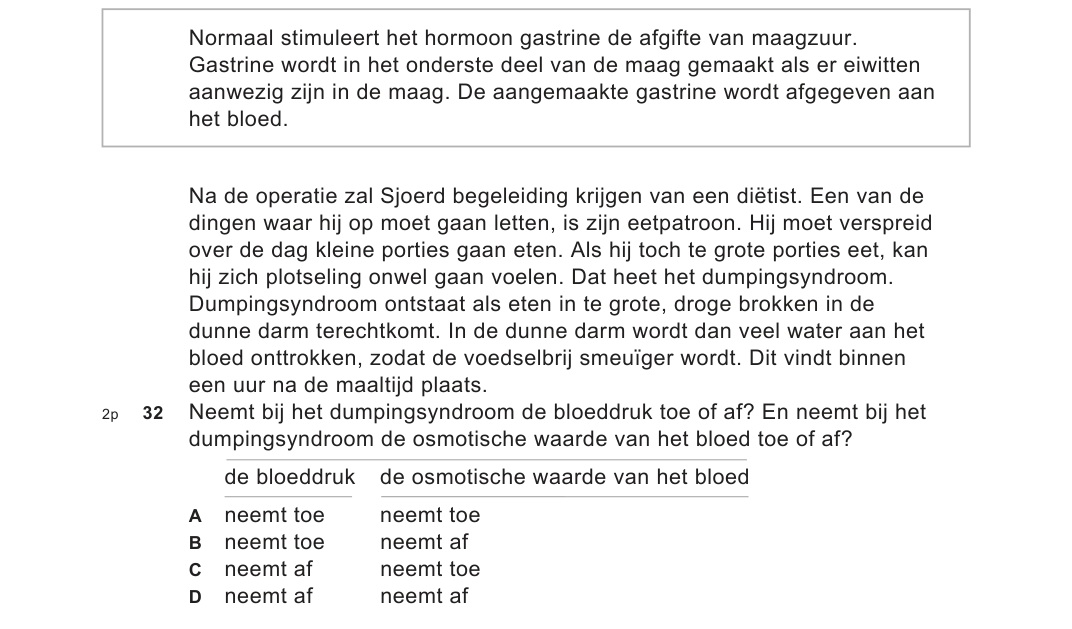 Normaal stimuleert het hormoon gastrine de afgifte van maagzuur.
Gastrine wordt in het onderste deel van de maag gemaakt als er eiwitten
aanwezig zijn in de maag. De aangemaakte gastrine wordt afgegeven aan
het bloed.
Na de operatie zal Sjoerd begeleiding krijgen van een diëtist. Een van de
dingen waar hij op moet gaan letten, is zijn eetpatroon. Hij moet verspreid
over de dag kleine porties gaan eten. Als hij toch te grote porties eet, kan
hij zich plotseling onwel gaan voelen. Dat heet het dumpingsyndroom.
Dumpingsyndroom ontstaat als eten in te grote, droge brokken in de
dunne darm terechtkomt. In de dunne darm wordt dan veel water aan het
bloed onttrokken, zodat de voedselbrij smeuïger wordt. Dit vindt binnen
een uur na de maaltijd plaats.
2p 32 Neemt bij het dumpingsyndroom de bloeddruk toe of af? En neemt bij het
dumpingsyndroom de osmotische waarde van het bloed toe of af?
de bloeddruk de osmotische waarde van het bloed
A neemt toe neemt toe
B neemt toe neemt af
C neemt af neemt toe
D neemt af neemt af